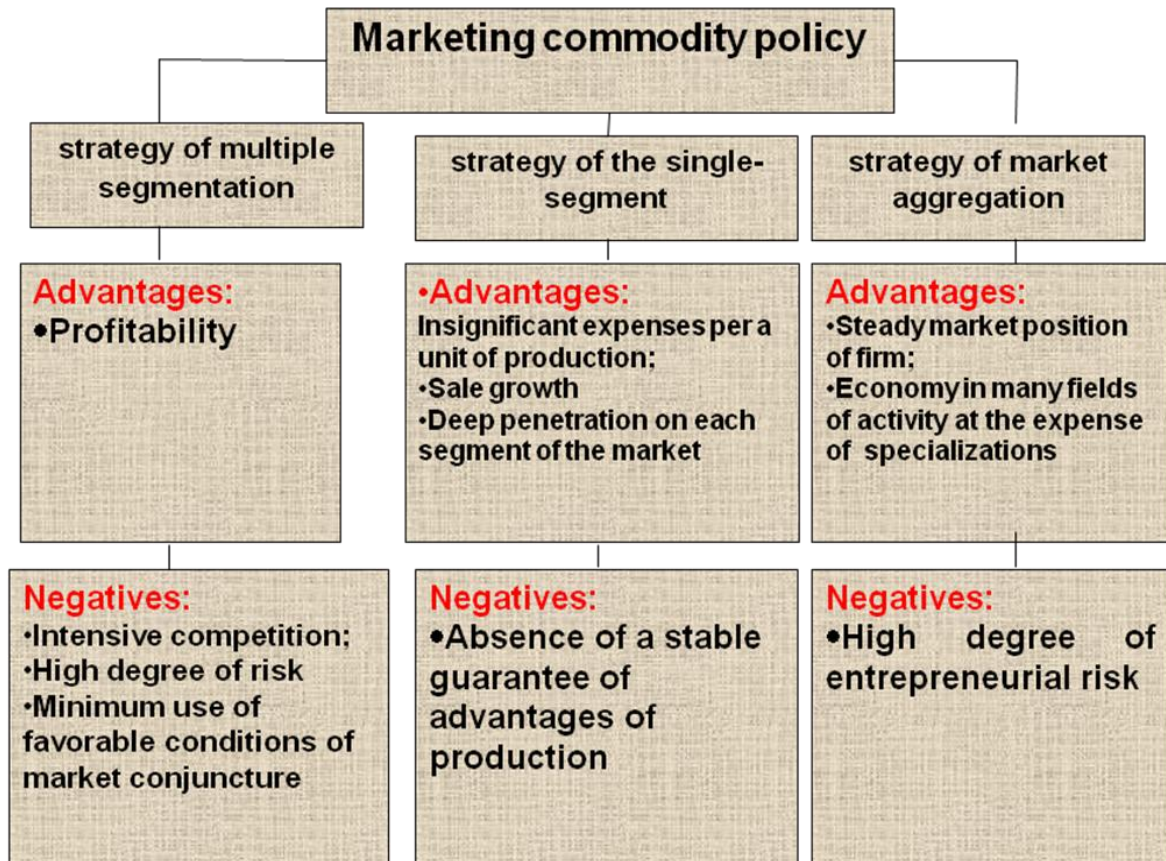 Marketing commodity policy
strategy of multiple
segmentation
strategy of the single-
segment
strategy of market
aggregation
Advantages:
•Profitability
•Advantages:
Insignificant expenses per a
unit of production;
•Sale growth
•Deep penetration on each
segment of the market
Advantages:
•Steady market position
of firm;
•Economy in many fields
of activity at the expense
of specializations
Negatives:
•Intensive competition;
•High degree of risk
•Minimum use of
favorable conditions of
market conjuncture
Negatives:
•Absence of a stable
guarantee of
advantages of
production
Negatives:
•High degree of
entrepreneurial risk